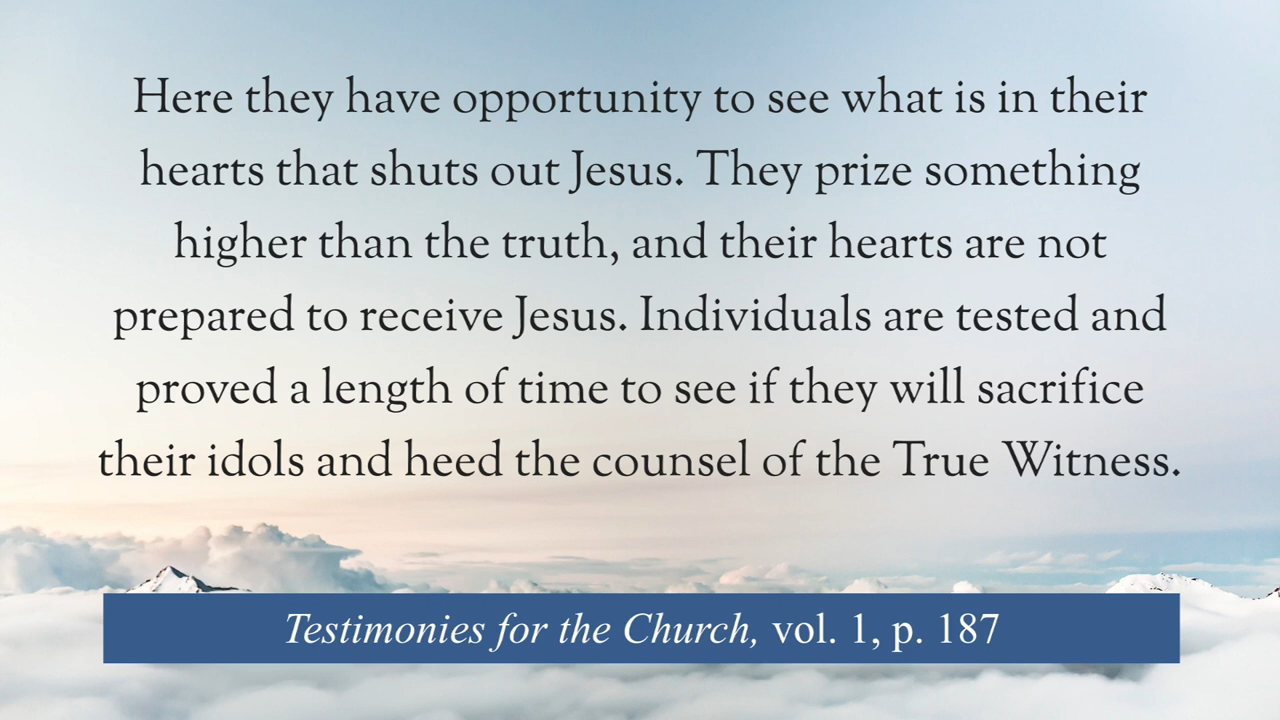 Here they have opportunity to see what is in their
hearts that shuts out Jesus. They prize something
higher than the truth, and their hearts are not
prepared to receive Jesus. Individuals are tested and
proved a length of time to see if they will sacrifice
their idols and heed the counsel of the True Witness.
Testimonies for the Church, vol. 1, p. 187